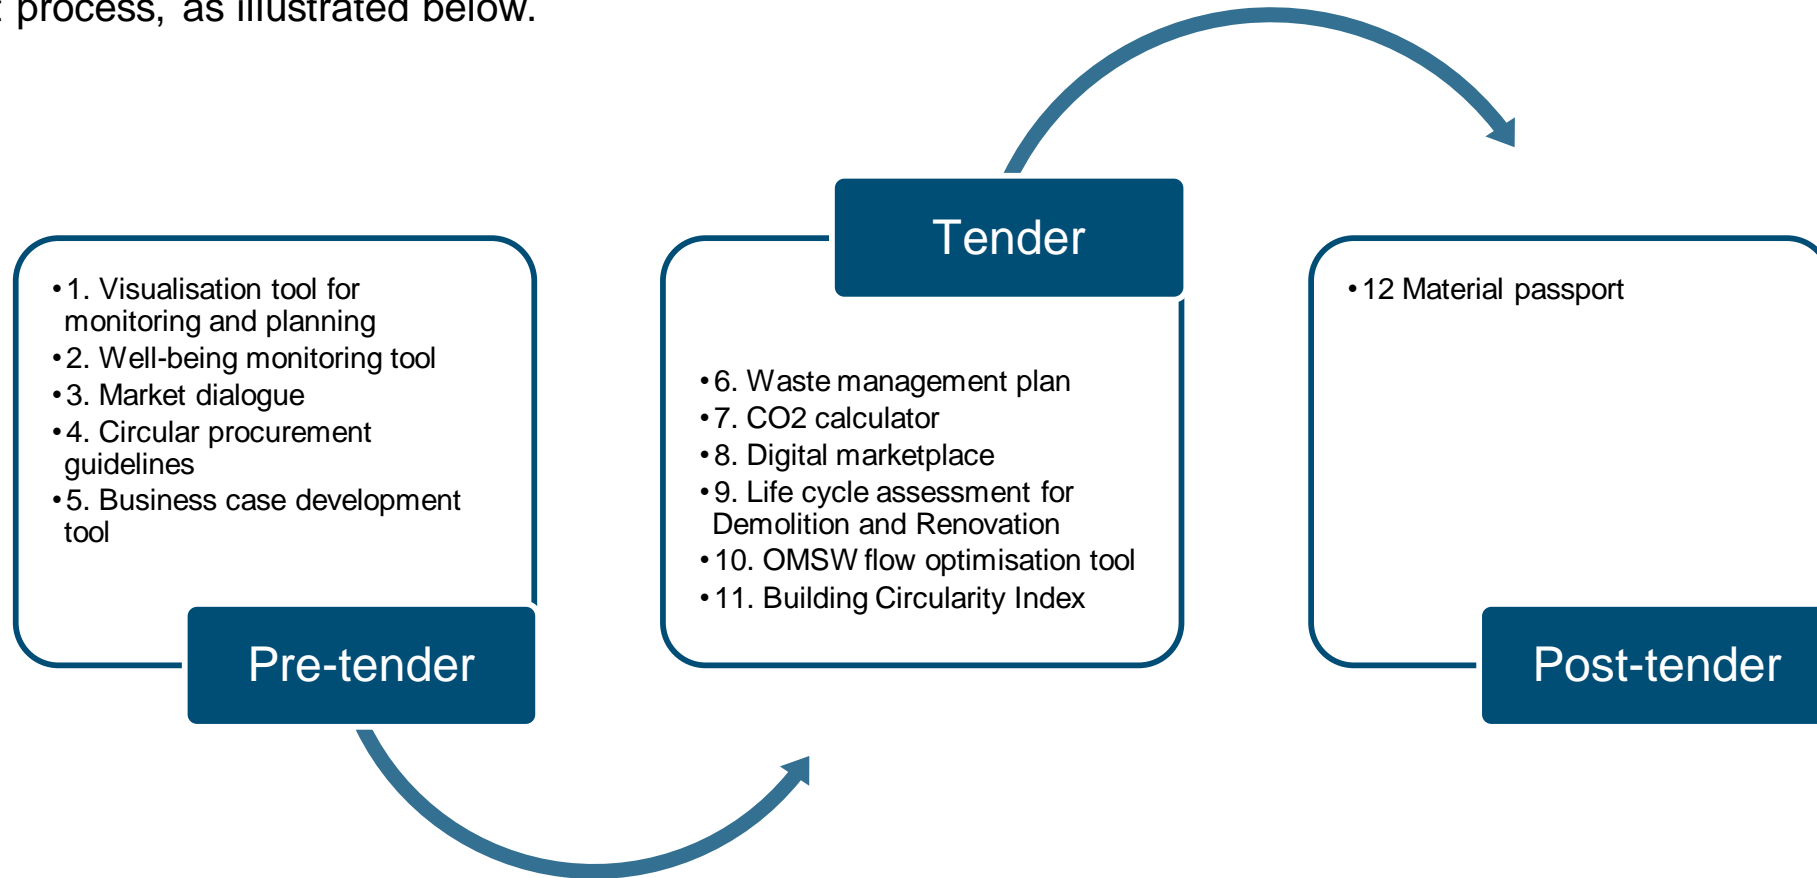 process, as illustrated below.
Pre-tender
•1. Visualisation tool for
monitoring and planning
•2. Well-being monitoring tool
•3. Market dialogue
•4. Circular procurement
guidelines
•5. Business case development
tool
Tender
•6. Waste management plan
•7. CO2 calculator
•8. Digital marketplace
•9. Life cycle assessment for
Demolition and Renovation
•10. OMSW flow optimisation tool
•11. Building Circularity Index
Post-tender
•12 Material passport